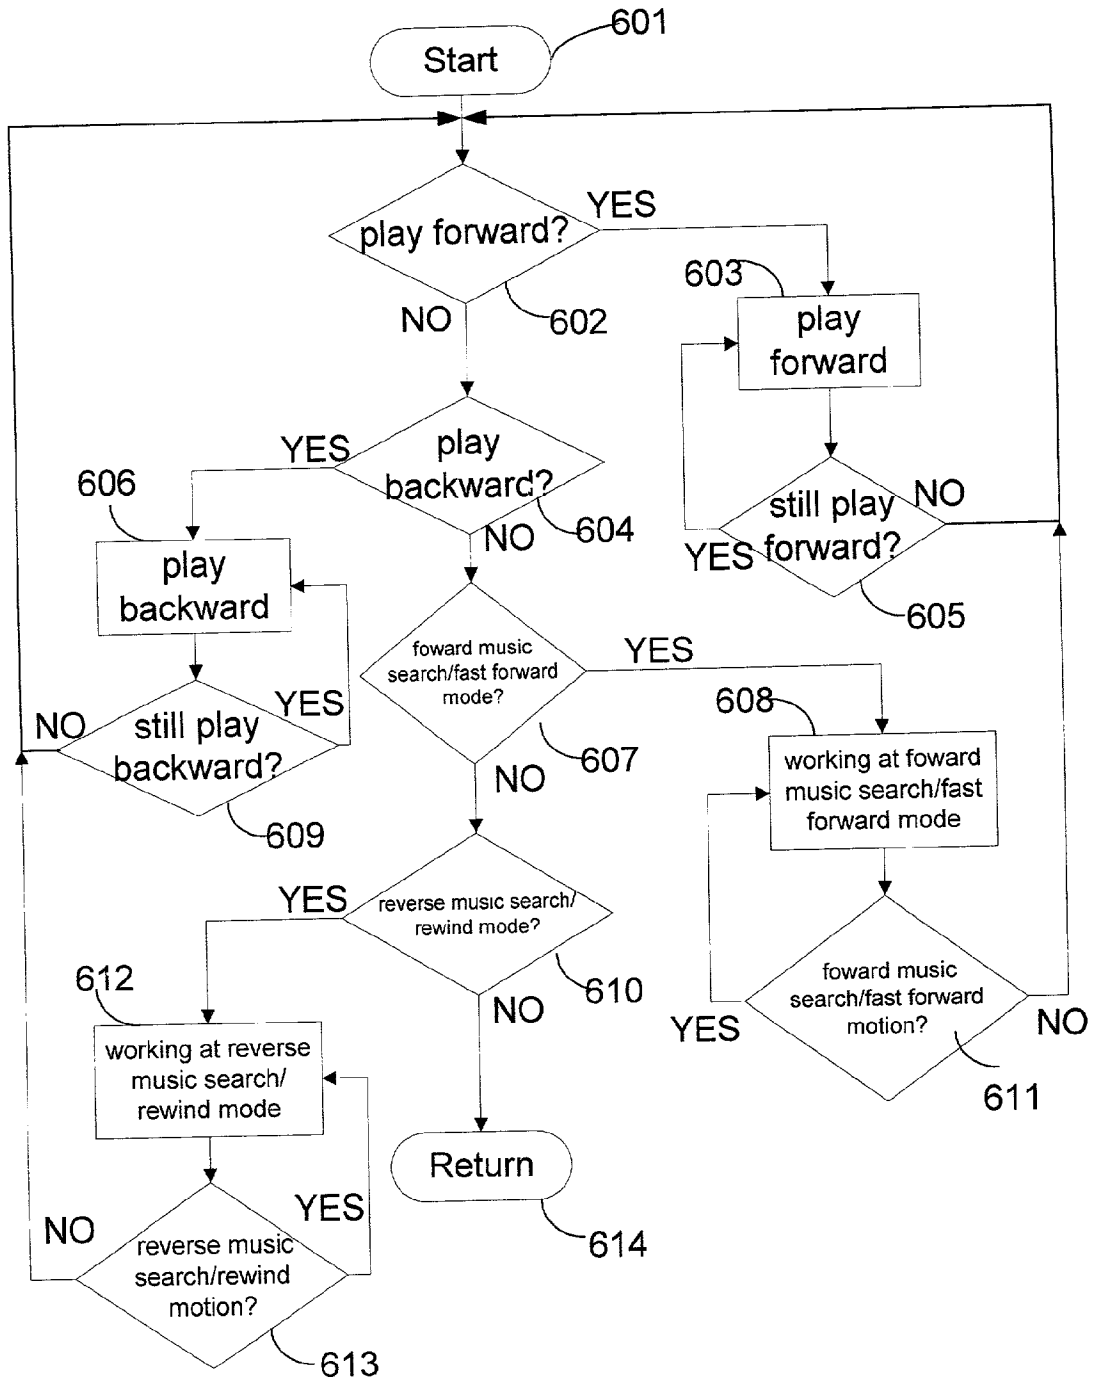 601
Start
play forward?
YES
602
NO
603
play
forward
play
backward?
YES
604
NO
still play
forward?
NO
YES
605
606
play
backward
still play
backward?
YES
NO
609
foward music
search/fast forward
mode?
YES
607
NO
608
working at foward
music search/fast
forward mode
reverse music search/
rewind mode?
YES
610
NO
foward music
search/fast forward
motion?
YES
NO
611
612
working at reverse
music search/
rewind mode
Return
614
reverse music
search/rewind
motion?
YES
NO
613